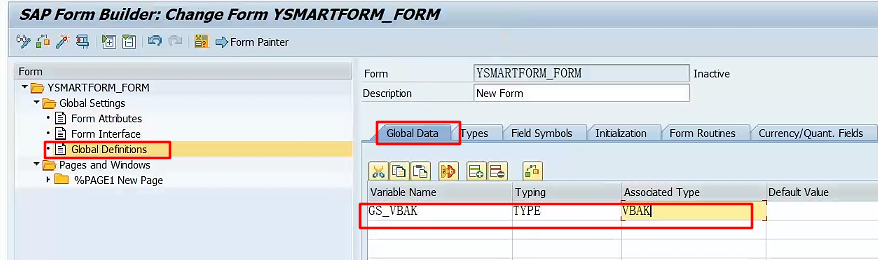 SAP Form Builder: Change Form YSMARTFORM_FORM
Form Painter
Form
YSMARTFORM_FORM
Global Settings
Form Attributes
Form Interface
Global Definitions
Pages and Windows
%PAGE1 New Page
Form YSMARTFORM_FORM Inactive
Description New Form
Global Data Types Field Symbols Initialization Form Routines Currency/Quant. Fields
Variable Name Typing Associated Type Default Value
GS_VBAK TYPE VBAK